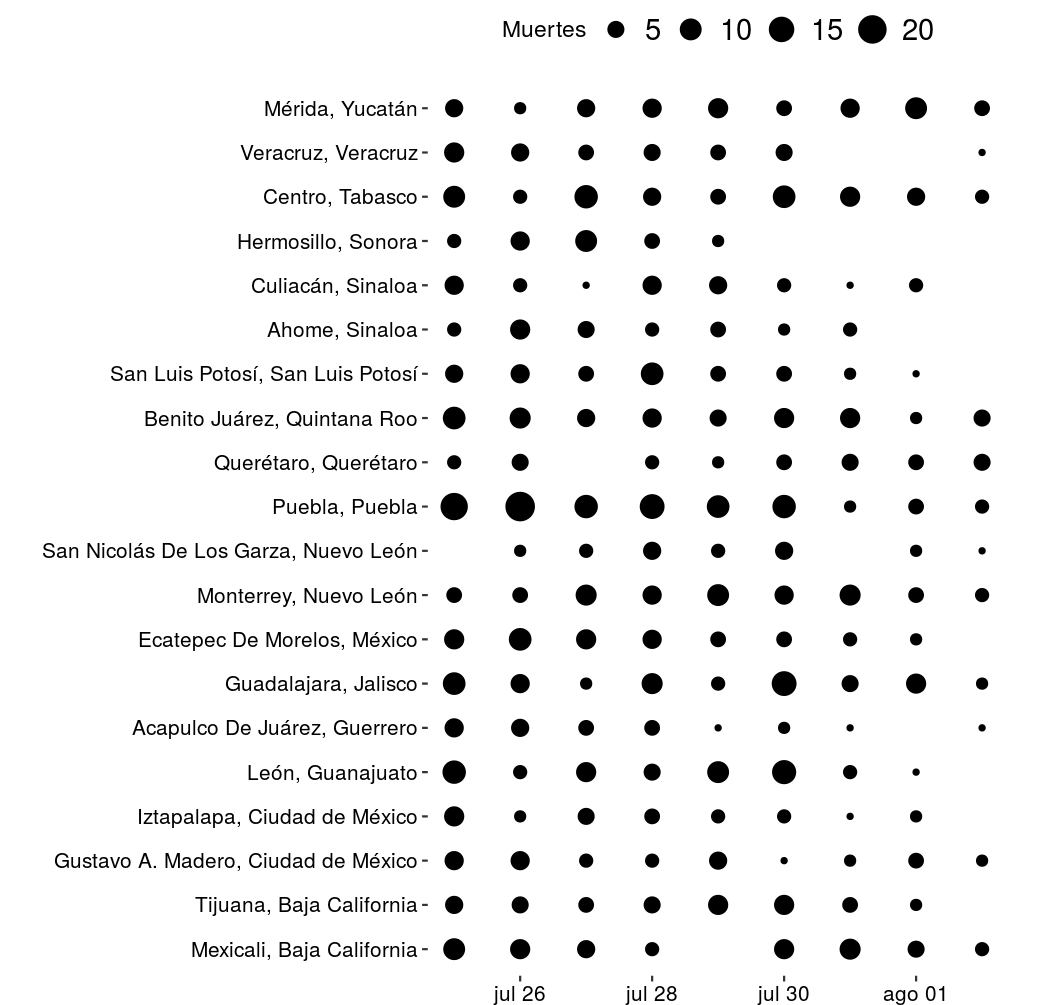 Muertes 5 10 15 20
Mérida, Yucatán
Veracruz, Veracruz
Centro, Tabasco
Hermosillo, Sonora
Culiacán, Sinaloa
Ahome, Sinaloa
San Luis Potosí, San Luis Potosí
Benito Juárez, Quintana Roo
Querétaro, Querétaro
Puebla, Puebla
San Nicolás De Los Garza, Nuevo León
Monterrey, Nuevo León
Ecatepec De Morelos, México
Guadalajara, Jalisco
Acapulco De Juárez, Guerrero
León, Guanajuato
Iztapalapa, Ciudad de México
Gustavo A. Madero, Ciudad de México
Tijuana, Baja California
Mexicali, Baja California
jul 26 jul 28 jul 30 ago 01